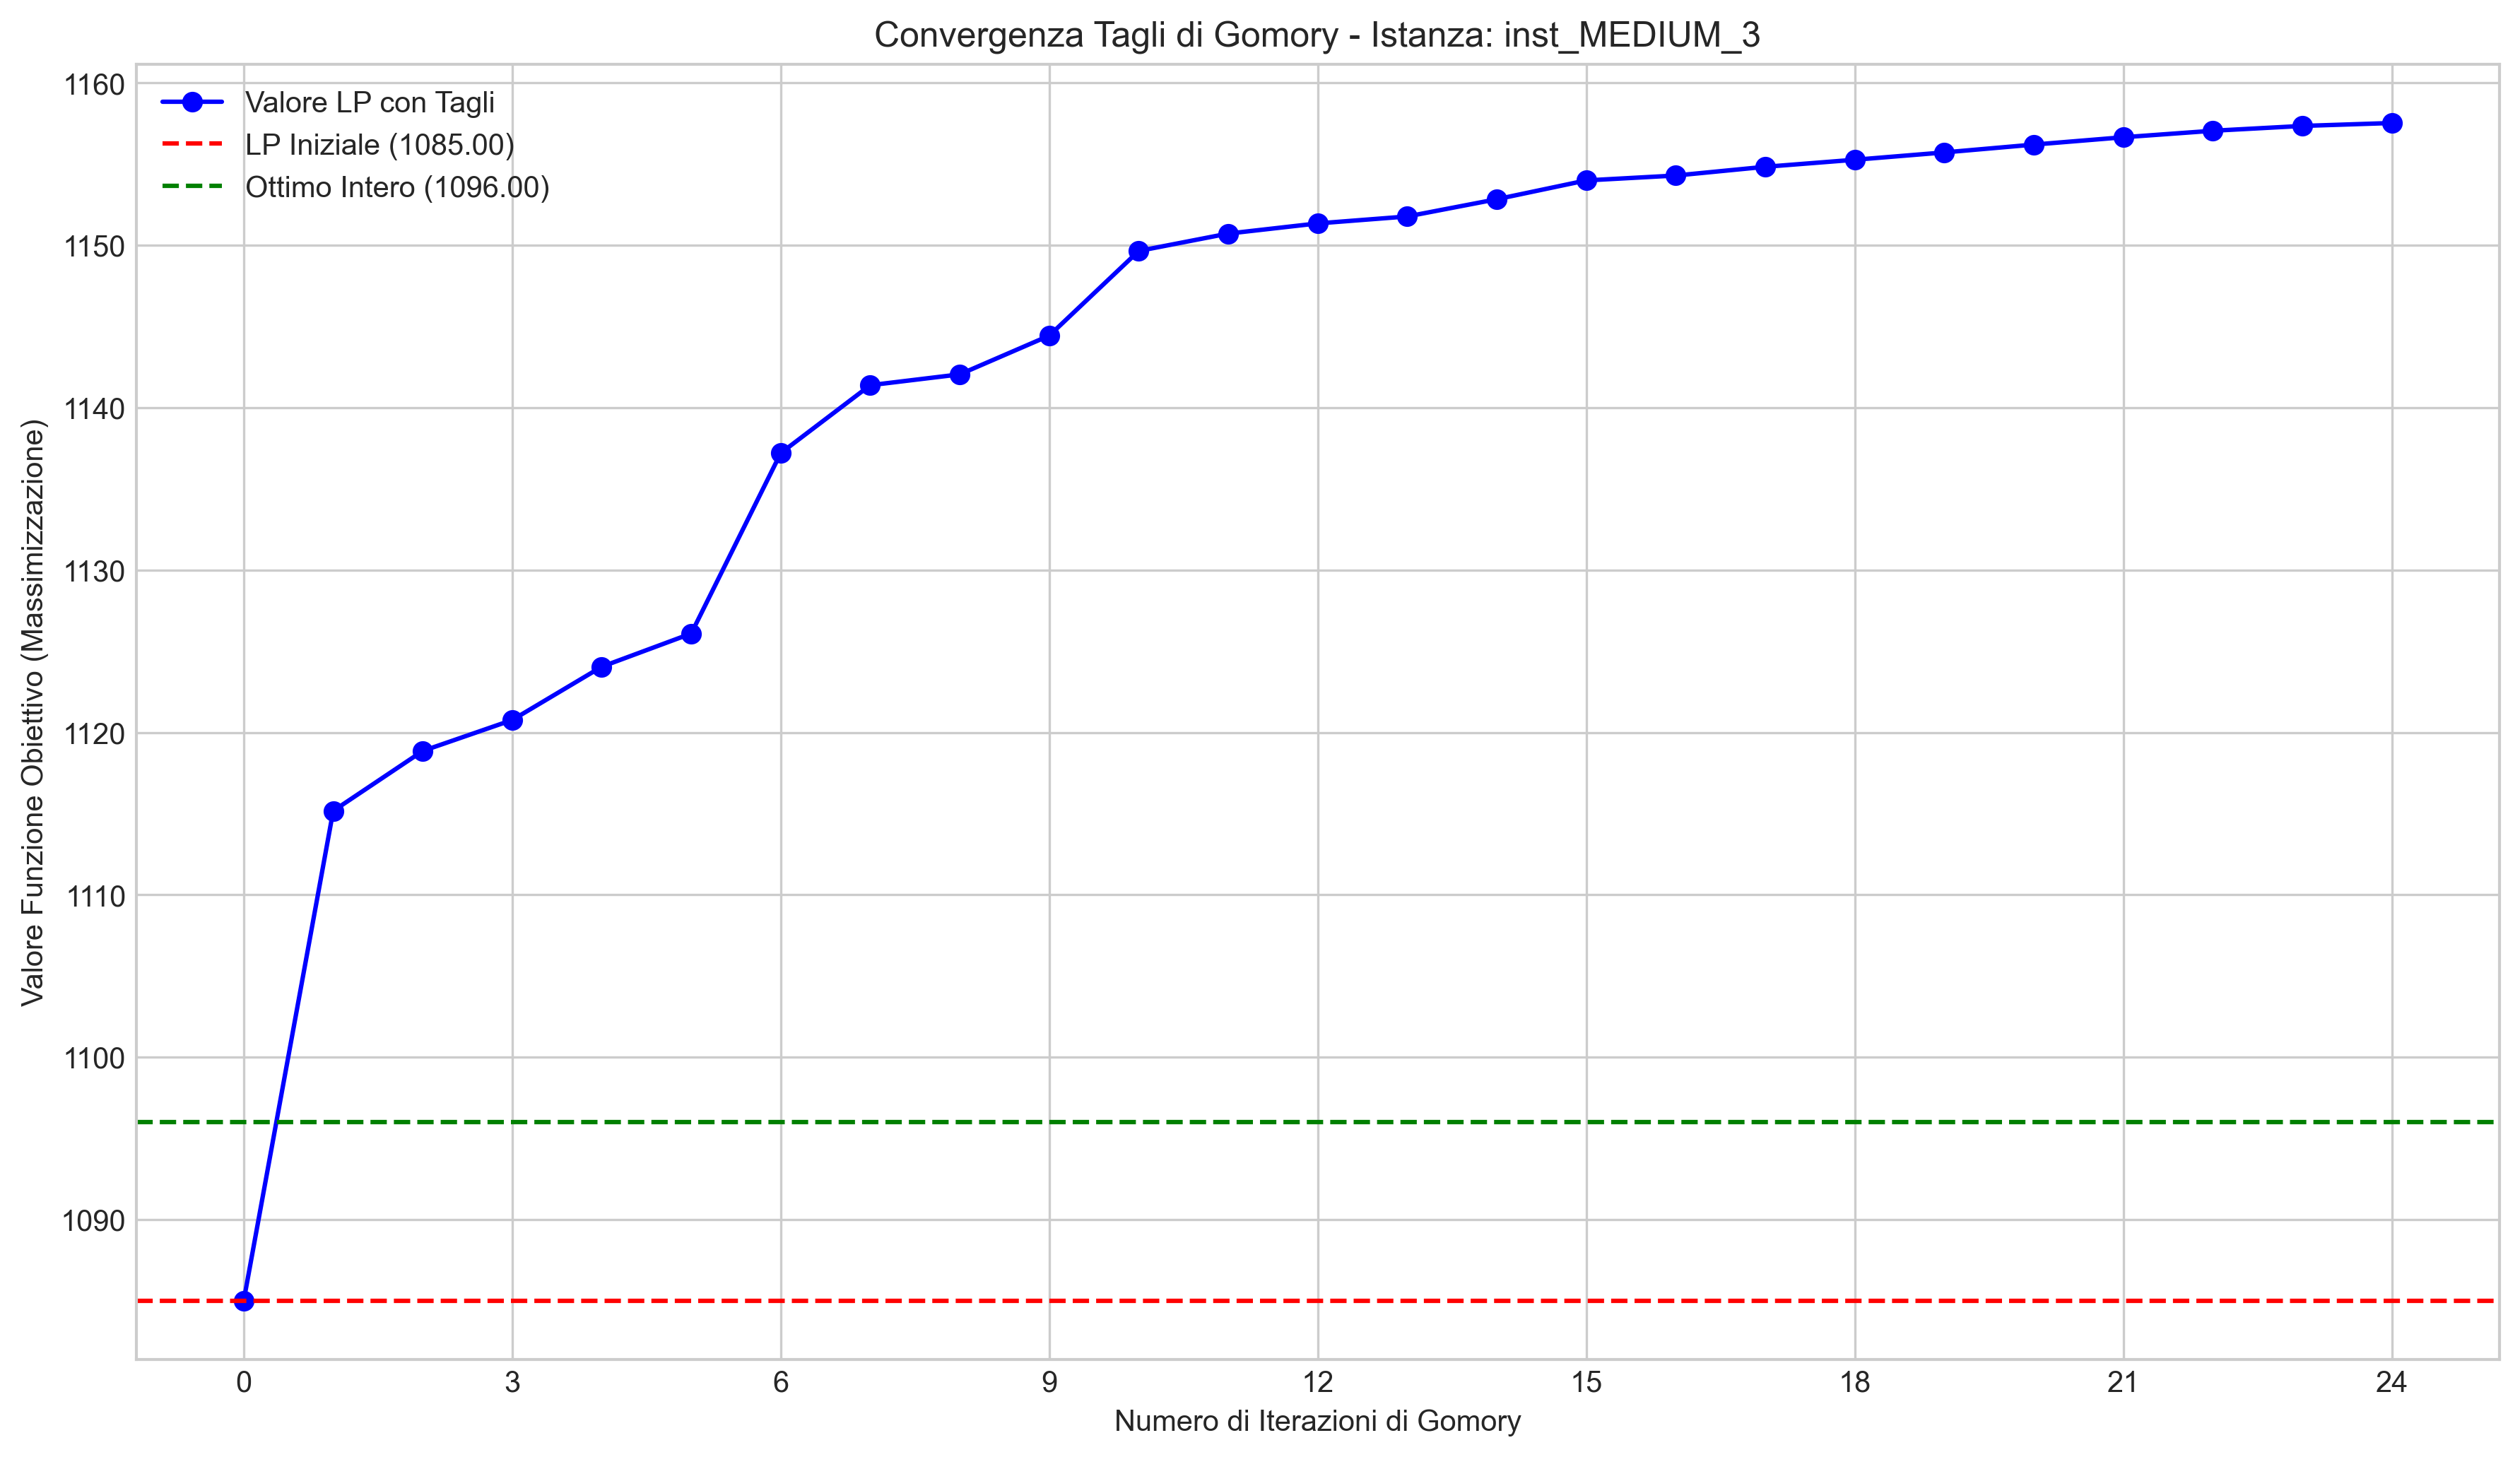 Convergenza Tagli di Gomory - Istanza: inst_MEDIUM_3
Valore LP con Tagli
LP Iniziale (1085.00)
Ottimo Intero (1096.00)
Valore Funzione Obiettivo (Massimizzazione)
1160
1150
1140
1130
1120
1110
1100
1090
0 3 6 9 12 15 18 21 24
Numero di Iterazioni di Gomory